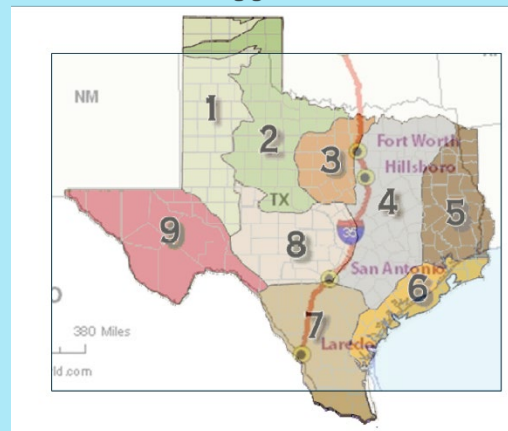 NM
1
2
3
Fort Worth
Hillsboro
TX
4
5
9
8
35
San Antonio
6
7
380 Miles
Laredo
ld.com